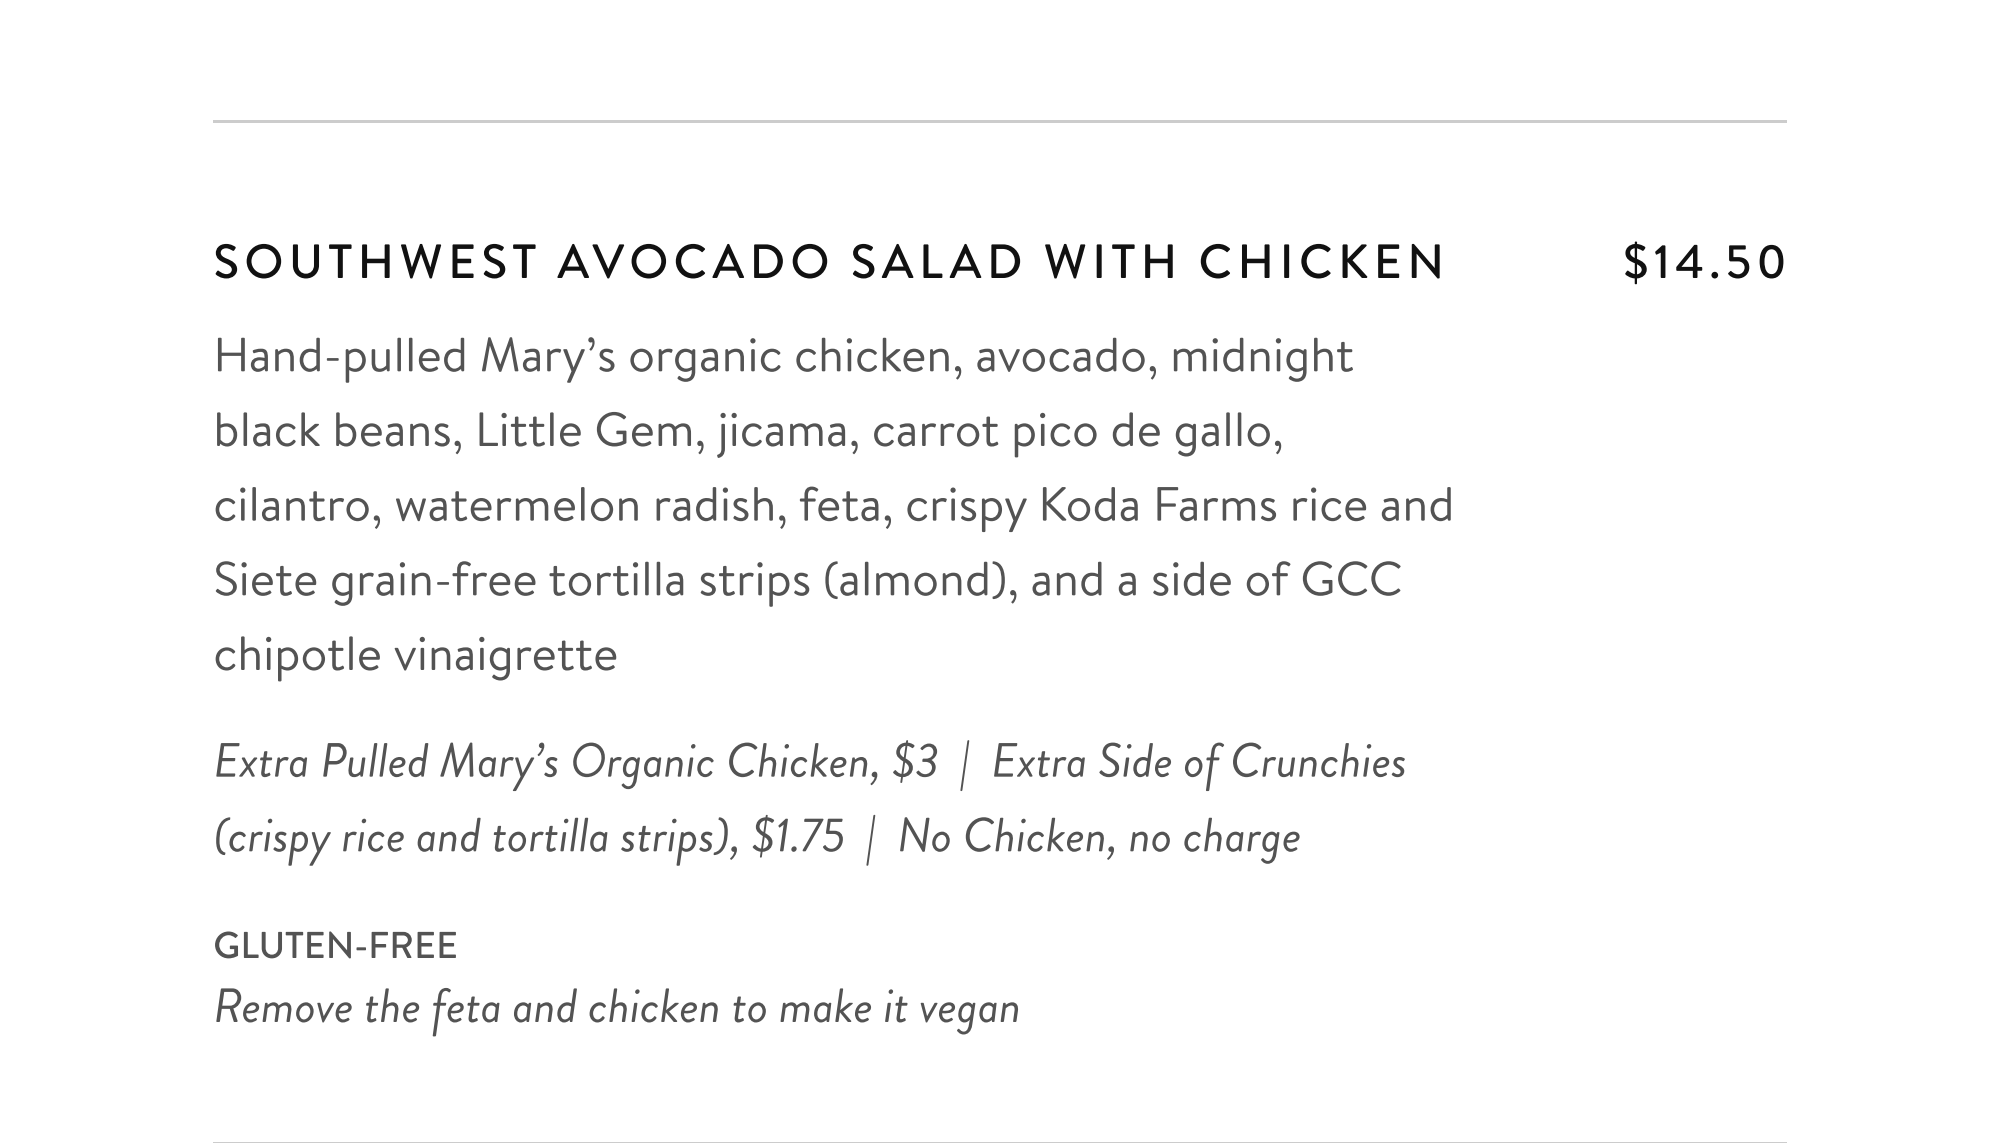 SOUTHWEST AVOCADO SALAD WITH CHICKEN $14.50
Hand-pulled Mary’s organic chicken, avocado, midnight
black beans, Little Gem, jicama, carrot pico de gallo,
cilantro, watermelon radish, feta, crispy Koda Farms rice and
Siete grain-free tortilla strips (almond), and a side of GCC
chipotle vinaigrette
Extra Pulled Mary’s Organic Chicken, $3 | Extra Side of Crunchies
(crispy rice and tortilla strips), $1.75 | No Chicken, no charge
GLUTEN-FREE
Remove the feta and chicken to make it vegan